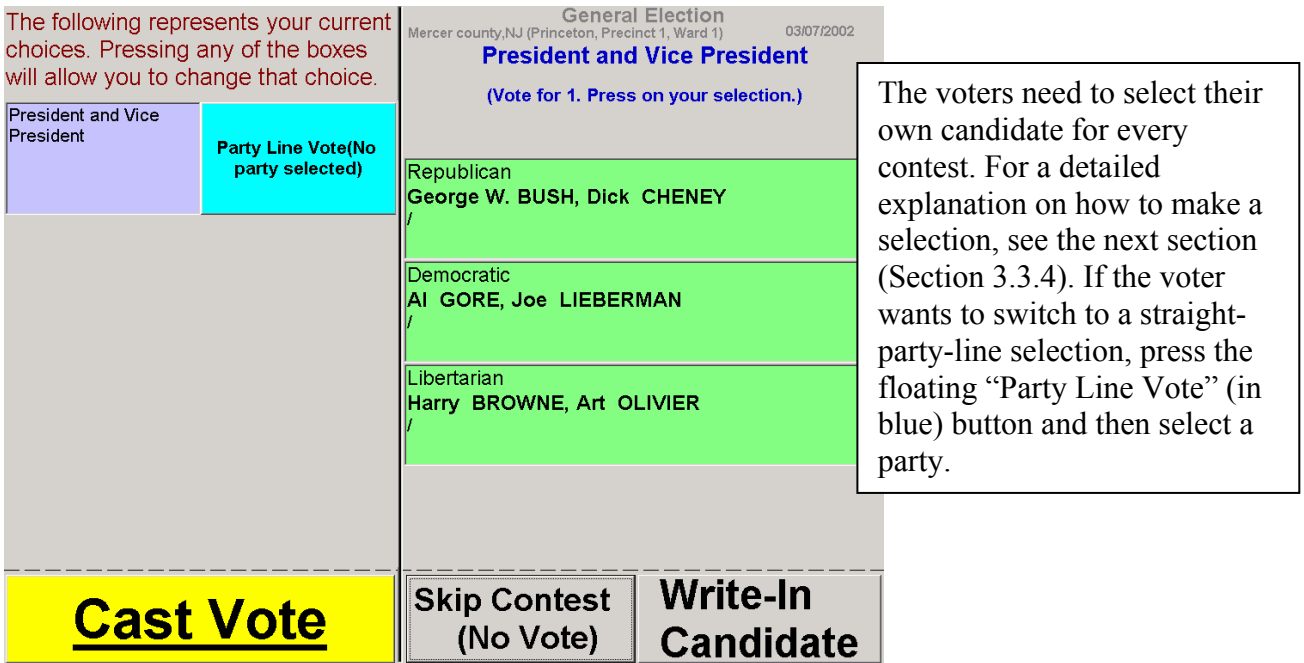 The following represents your current
choices. Pressing any of the boxes
will allow you to change that choice.
President and Vice
President
Party Line Vote(No
party selected)
Cast Vote
General Election
Mercer county,NJ (Princeton, Precinct 1, Ward 1) 03/07/2002
President and Vice President
(Vote for 1. Press on your selection.)
Republican
George W. BUSH, Dick CHENEY
/
Democratic
Al GORE, Joe LIEBERMAN
/
Libertarian
Harry BROWNE, Art OLIVIER
/
Skip Contest
(No Vote)
Write-In
Candidate
The voters need to select their
own candidate for every
contest. For a detailed
explanation on how to make a
selection, see the next section
(Section 3.3.4). If the voter
wants to switch to a straight-
party-line selection, press the
floating “Party Line Vote” (in
blue) button and then select a
party.